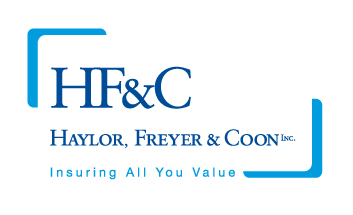 HF&C
HAYLOR, FREYER & COON INC.
Insuring All You Value